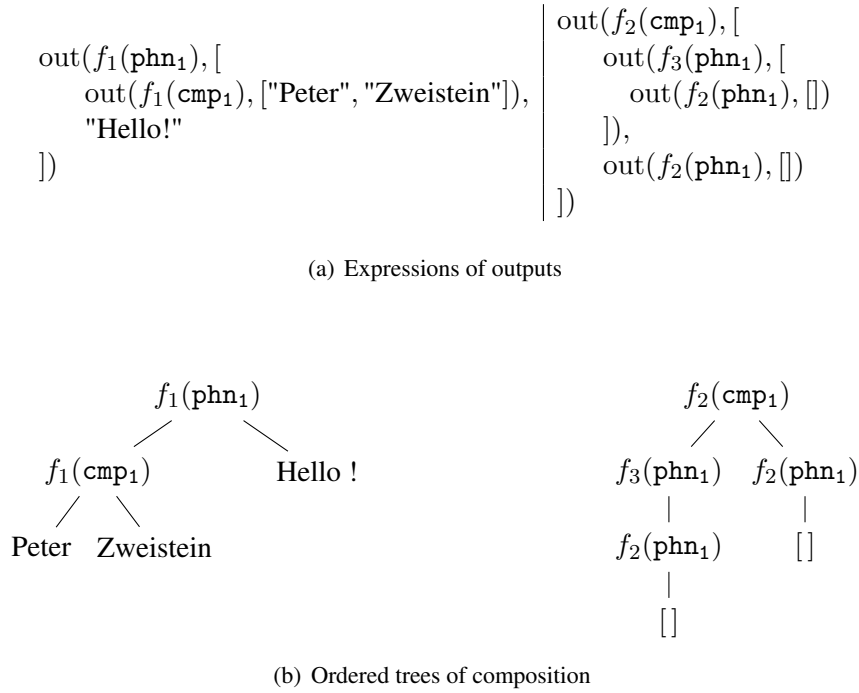 out(f₁(phn₁), [
out(f₁(cmp₁), ["Peter", "Zweistein"]),
"Hello!"
])
out(f₂(cmp₁), [
out(f₃(phn₁), [
out(f₂(phn₁), [])
]),
out(f₂(phn₁), [])
])
(a) Expressions of outputs
f₁(phn₁)
f₁(cmp₁) Hello !
Peter Zweistein
f₂(cmp₁)
f₃(phn₁) f₂(phn₁)
f₂(phn₁) []
[]
(b) Ordered trees of composition